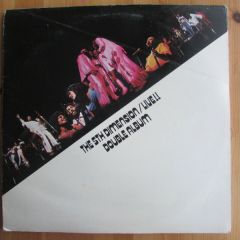 THE 5TH DIMENSION/LIVE!!
DOUBLE ALBUM